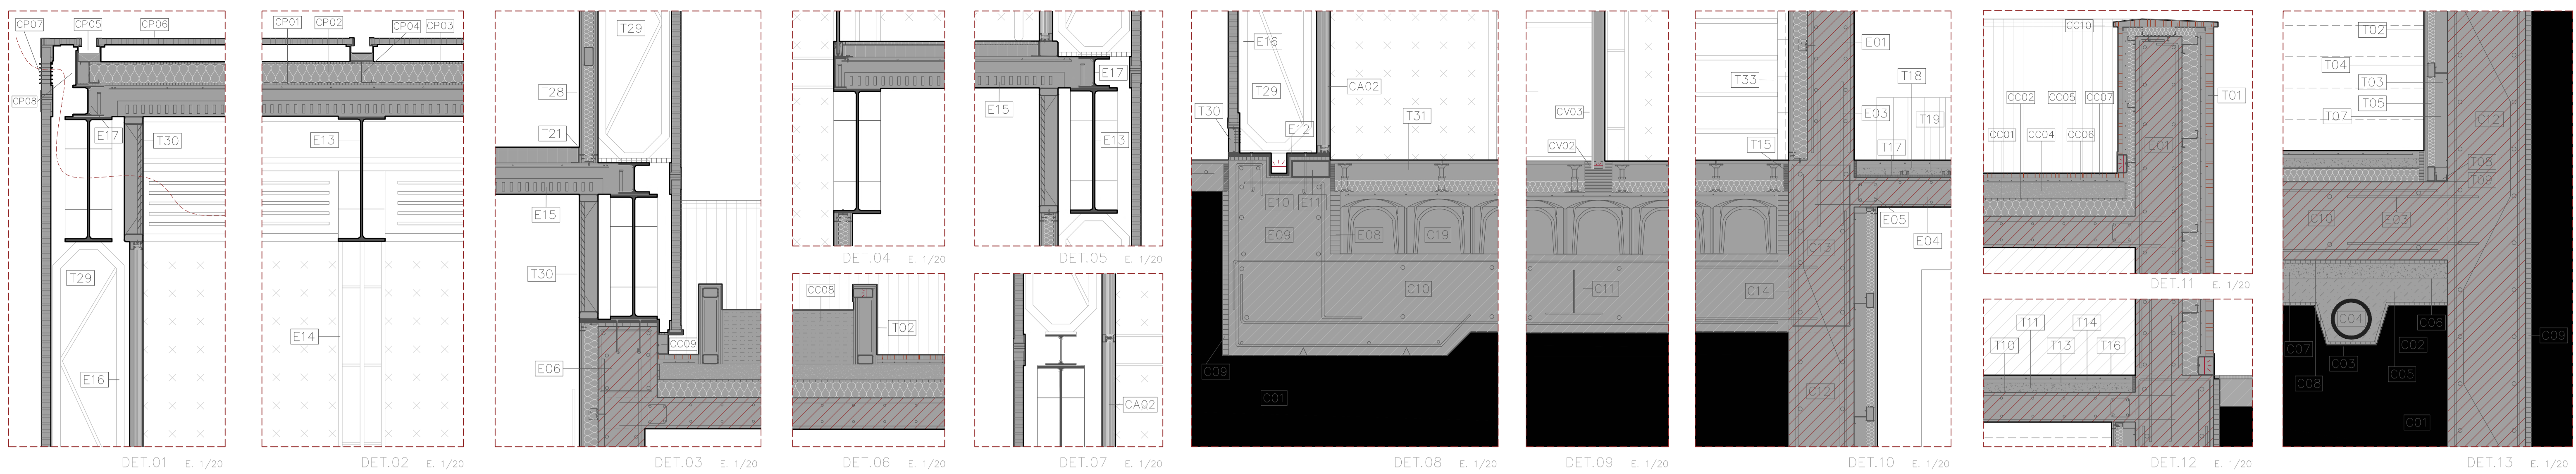 CP07 CP05 CP06
CP08
E17
T30
T29
E16
DET.01 E. 1/20
CP01 CP02 CP04 CP03
E13
E14
DET.02 E. 1/20
T29
T28
T21
E15
T30
E06
CC09
DET.03 E. 1/20
DET.04 E. 1/20
E17
E15
E13
DET.05 E. 1/20
CC08
T02
DET.06 E. 1/20
CA02
DET.07 E. 1/20
E16
T29
CA02
T30
E12
T31
E10
E11
E09
E08
C19
C10
C09
C01
DET.08 E. 1/20
CV03
CV02
C11
DET.09 E. 1/20
E01
T33
T18
E03
T19
T15
T17
E05
E04
C13
C14
C12
DET.10 E. 1/20
CC10
CC02 CC05 CC07
T01
CC01 CC04 CC06
E01
DET.11 E. 1/20
T11 T14
T10 T13 T16
DET.12 E. 1/20
T02
T04
T03
T05
T07
C12
T08
T09
C10
E03
C04
C06
C07
C02
C03
C08
C05
C09
C01
DET.13 E. 1/20